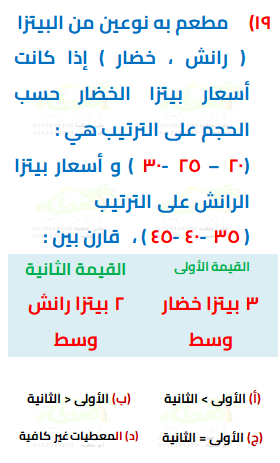 ١٩) مطعم به نوعين من البيتزا
( رانش ، خضار ) إذا كانت
أسعار بيتزا الخضار حسب
الحجم على الترتيب هي :
(٢٠ – ٢٥ -٣٠ ) و أسعار بيتزا
الرانش على الترتيب
( ٣٥ -٤٠ -٤٥) ، قارن بين :
القيمة الأولى القيمة الثانية
٣ بيتزا خضار ٢ بيتزا رانش
وسط وسط
(أ) الأولى > الثانية (ب) الأولى < الثانية
(ج) الأولى = الثانية (د) المعطيات غير كافية